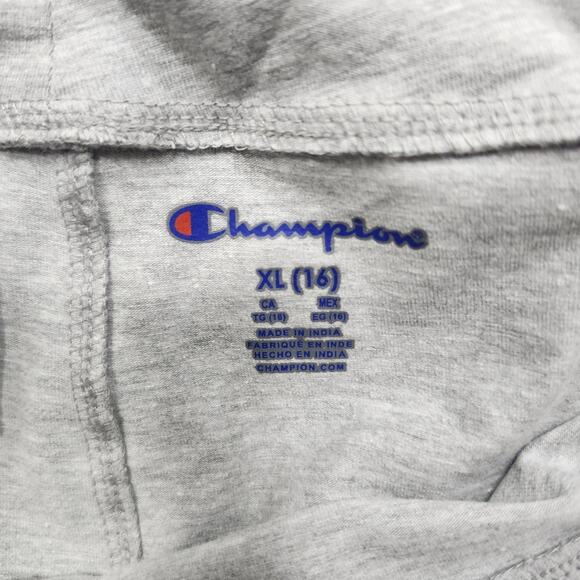 Champion
XL (16)
CA MEX
TG (16) EG (16)
MADE IN INDIA
FABRIQUÉ EN INDE
HECHO EN INDIA
CHAMPION.COM